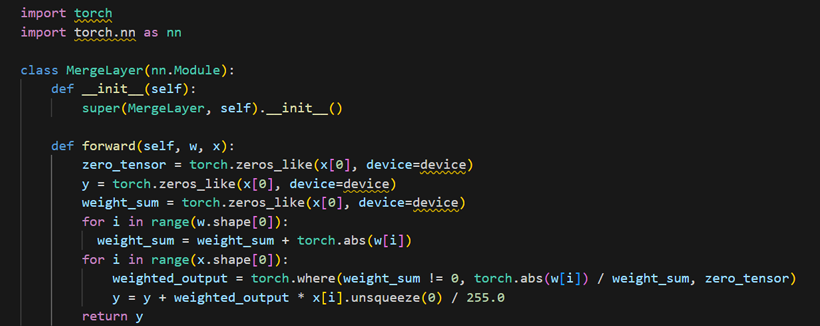 import torch
import torch.nn as nn

class MergeLayer(nn.Module):
    def __init__(self):
        super(MergeLayer, self).__init__()

    def forward(self, w, x):
        zero_tensor = torch.zeros_like(x[0], device=device)
        y = torch.zeros_like(x[0], device=device)
        weight_sum = torch.zeros_like(x[0], device=device)
        for i in range(w.shape[0]):
          weight_sum = weight_sum + torch.abs(w[i])
        for i in range(x.shape[0]):
            weighted_output = torch.where(weight_sum != 0, torch.abs(w[i]) / weight_sum, zero_tensor)
            y = y + weighted_output * x[i].unsqueeze(0) / 255.0
        return y